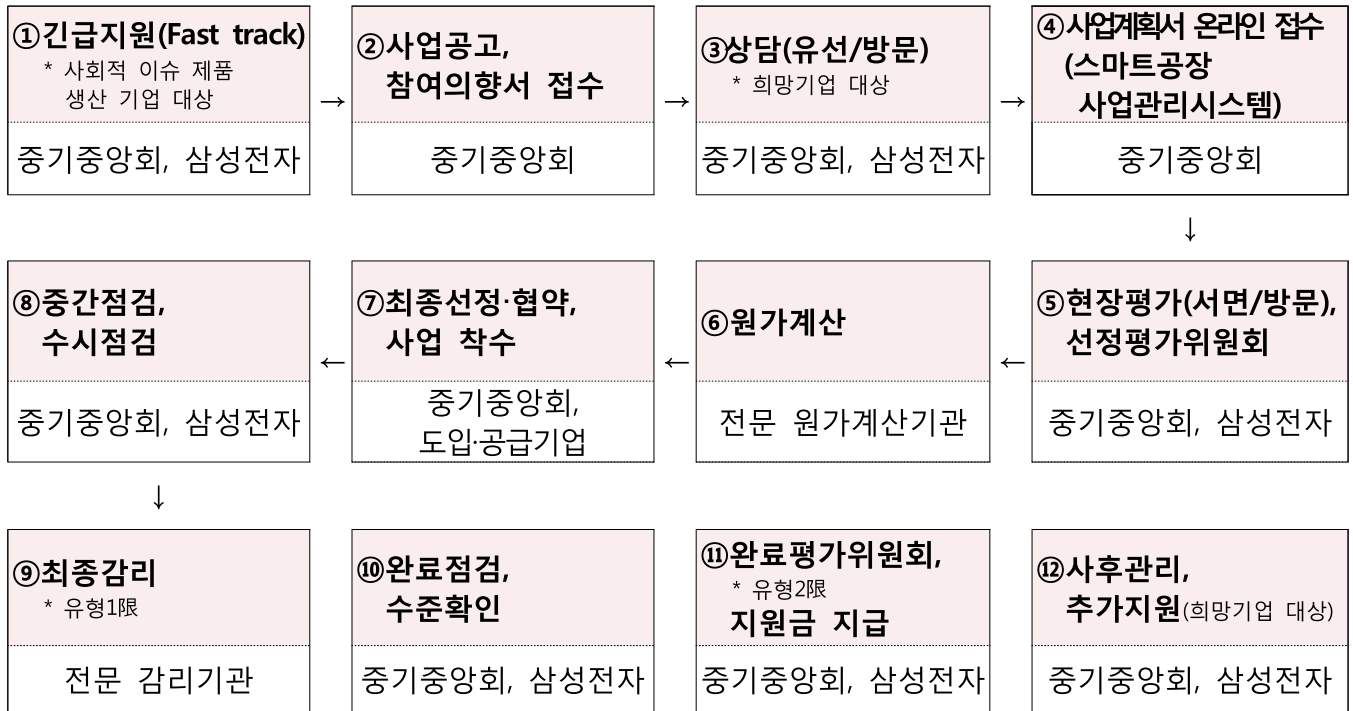 ①긴급지원(Fast track)
* 사회적 이슈 제품
생산 기업 대상
중기중앙회, 삼성전자
→
②사업공고,
참여의향서 접수
중기중앙회
→
③상담(유선/방문)
* 희망기업 대상
중기중앙회, 삼성전자
→
④사업계획서 온라인 접수
(스마트공장
사업관리시스템)
중기중앙회
↓
⑤현장평가(서면/방문),
선정평가위원회
중기중앙회, 삼성전자
←
⑥원가계산
전문 원가계산기관
←
⑦최종선정·협약,
사업 착수
중기중앙회,
도입·공급기업
←
⑧중간점검,
수시점검
중기중앙회, 삼성전자
↓
⑨최종감리
* 유형1限
전문 감리기관
⑩완료점검,
수준확인
중기중앙회, 삼성전자
⑪완료평가위원회,
* 유형2限
지원금 지급
중기중앙회, 삼성전자
⑫사후관리,
추가지원(희망기업 대상)
중기중앙회, 삼성전자